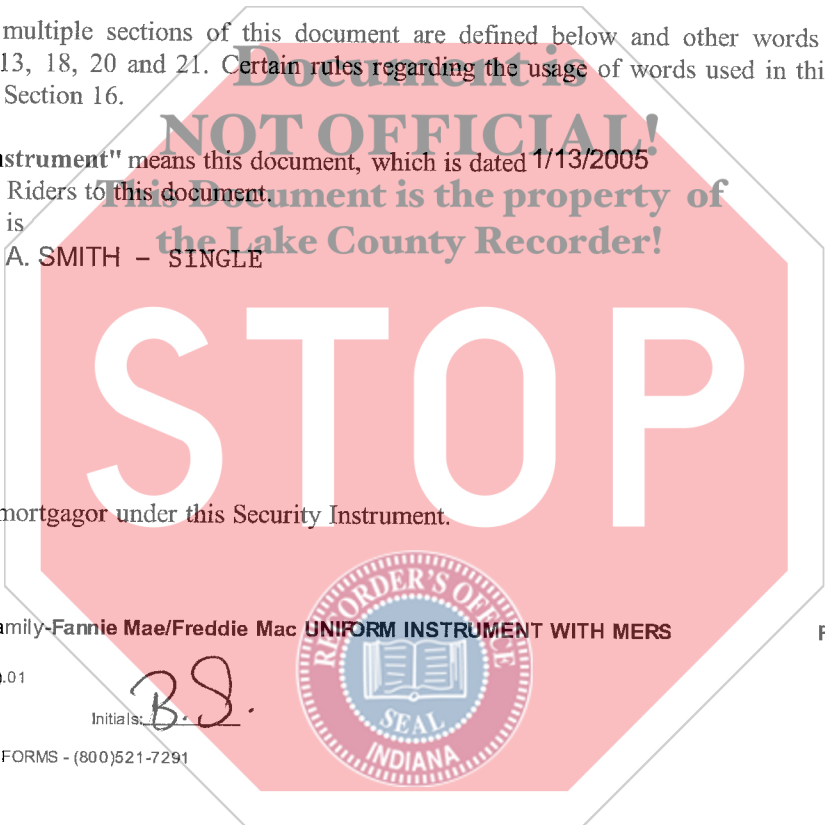 multiple sections of this document are defined below and other words
13, 18, 20 and 21. Certain rules regarding the usage of words used in thi
Section 16.
Document is
NOT OFFICIAL!
This Document is the property of
the Lake County Recorder!
nstrument" means this document, which is dated 1/13/2005
Riders to this document.
is
A. SMITH – SINGLE
STOP
mortgagor under this Security Instrument.
amily-Fannie Mae/Freddie Mac UNIFORM INSTRUMENT WITH MERS
.01
Initials: B.S.
FORMS - (800)521-7291
RECORDER'S OFFICE
SEAL
INDIANA